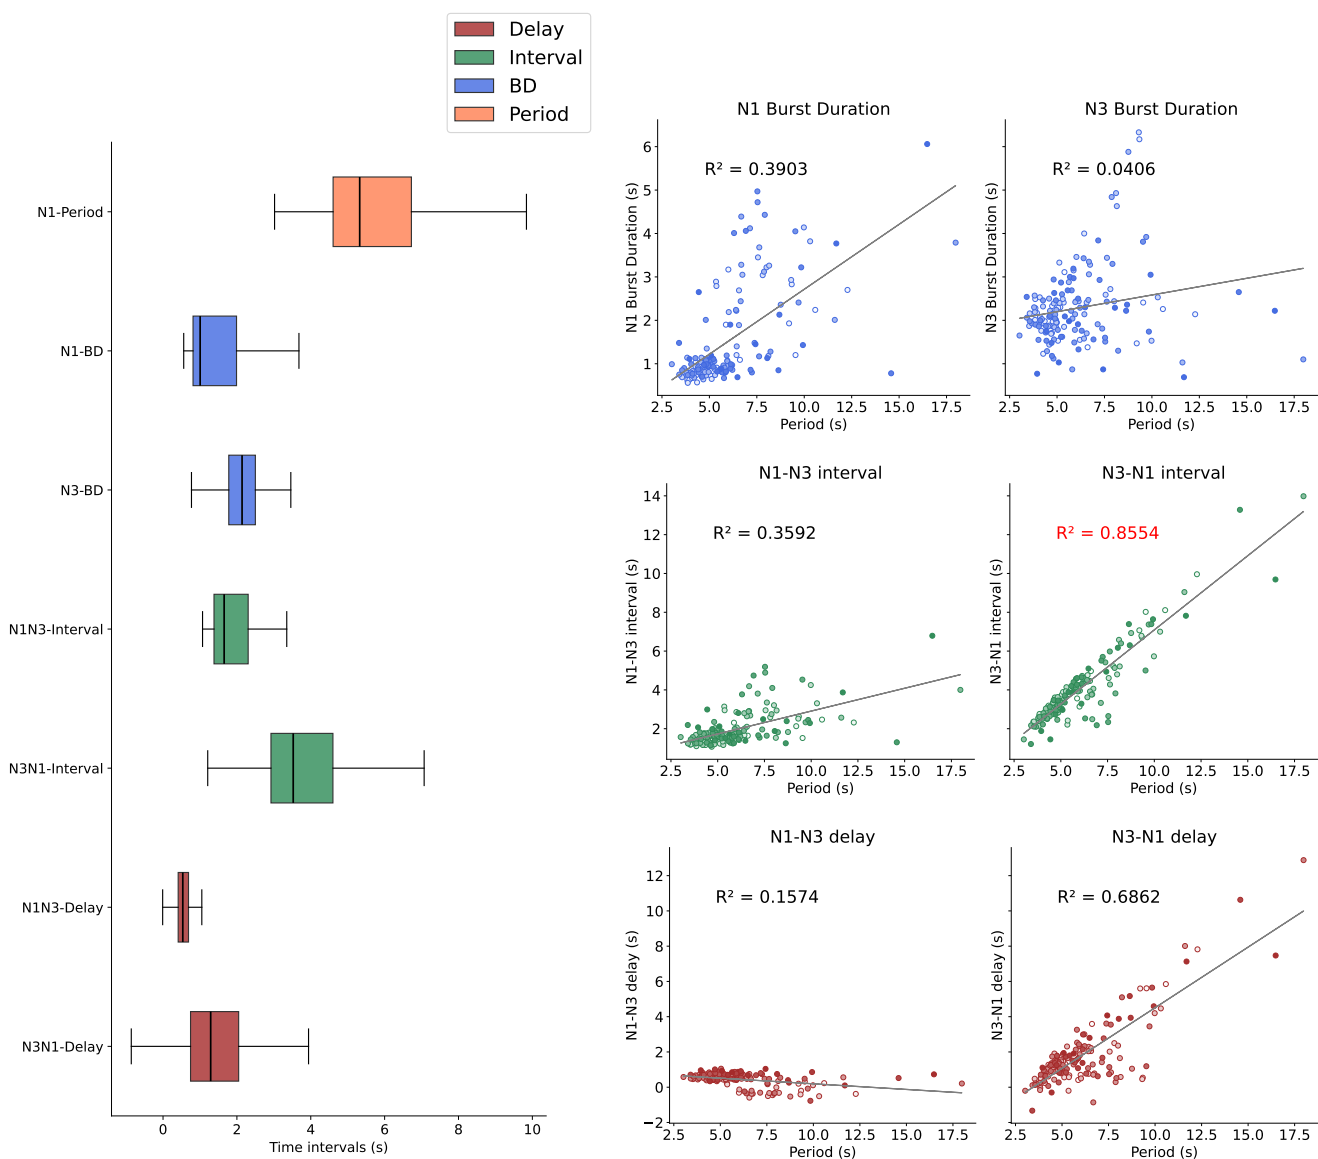 Delay
Interval
BD
Period
N1-Period
N1-BD
N3-BD
N1N3-Interval
N3N1-Interval
N1N3-Delay
N3N1-Delay
0 2 4 6 8 10
Time intervals (s)
N1 Burst Duration
R² = 0.3903
N1 Burst Duration (s)
6
5
4
3
2
1
2.5 5.0 7.5 10.0 12.5 15.0 17.5
Period (s)
N3 Burst Duration
R² = 0.0406
N3 Burst Duration (s)
2.5 5.0 7.5 10.0 12.5 15.0 17.5
Period (s)
N1-N3 interval
R² = 0.3592
N1-N3 interval (s)
14
12
10
8
6
4
2
2.5 5.0 7.5 10.0 12.5 15.0 17.5
Period (s)
N3-N1 interval
R² = 0.8554
N3-N1 interval (s)
2.5 5.0 7.5 10.0 12.5 15.0 17.5
Period (s)
N1-N3 delay
R² = 0.1574
N1-N3 delay (s)
12
10
8
6
4
2
0
−2
2.5 5.0 7.5 10.0 12.5 15.0 17.5
Period (s)
N3-N1 delay
R² = 0.6862
N3-N1 delay (s)
2.5 5.0 7.5 10.0 12.5 15.0 17.5
Period (s)